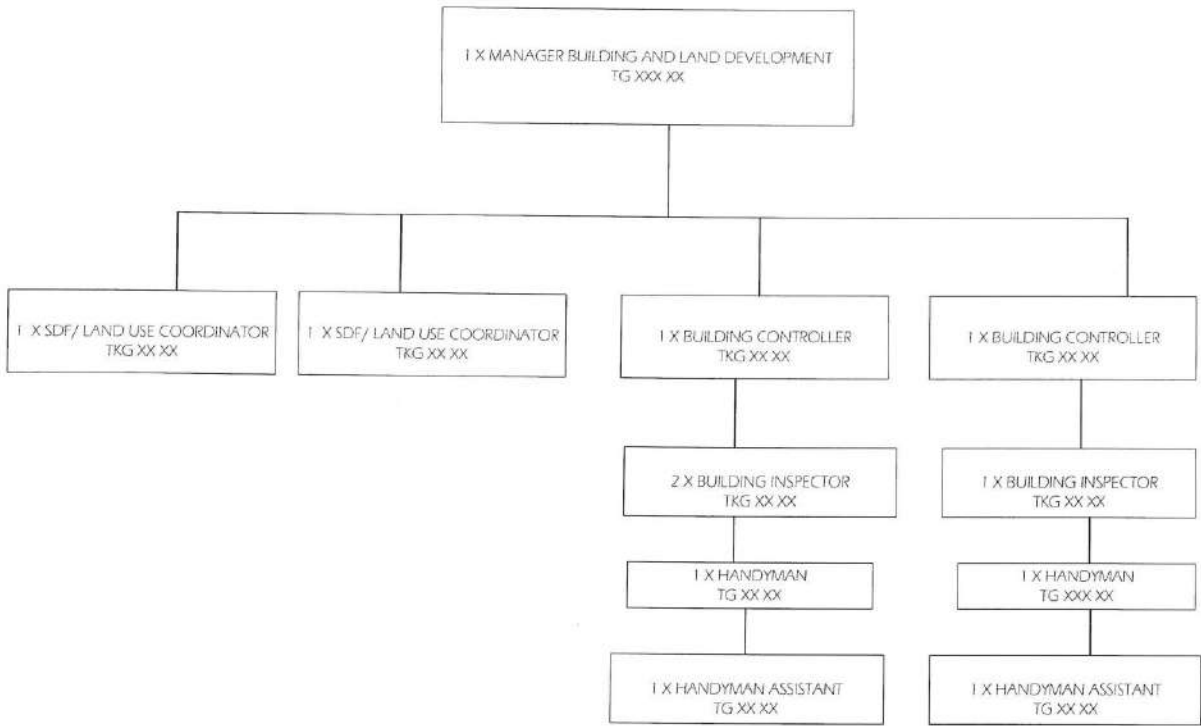 1 X MANAGER BUILDING AND LAND DEVELOPMENT
TG XXX XX
1 X SDF/ LAND USE COORDINATOR
TKG XX XX
1 X SDF/ LAND USE COORDINATOR
TKG XX XX
1 X BUILDING CONTROLLER
TKG XX XX
1 X BUILDING CONTROLLER
TKG XX XX
2 X BUILDING INSPECTOR
TKG XX XX
1 X BUILDING INSPECTOR
TKG XX XX
1 X HANDYMAN
TG XX XX
1 X HANDYMAN
TG XXX XX
1 X HANDYMAN ASSISTANT
TG XX XX
1 X HANDYMAN ASSISTANT
TG XX XX